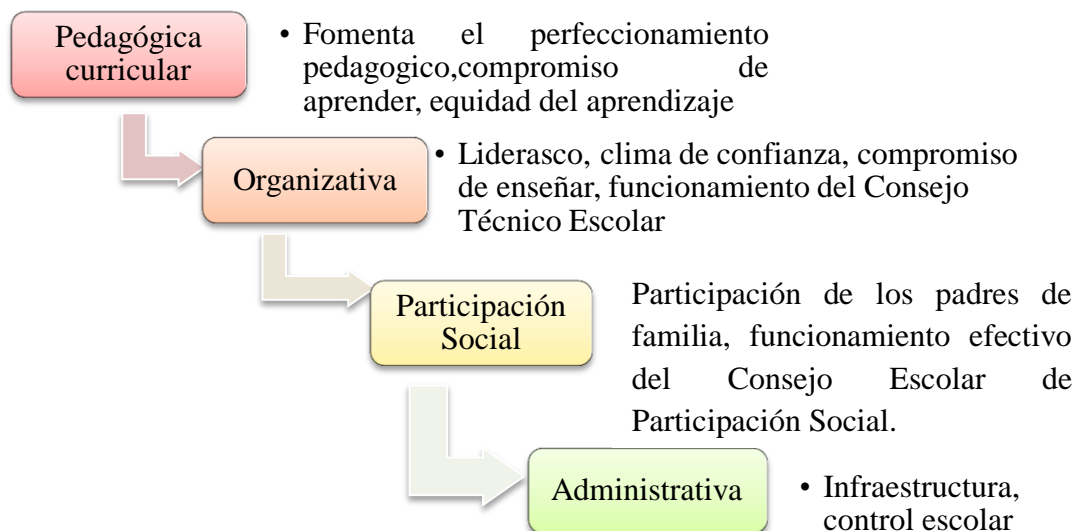 Pedagógica
curricular
• Fomenta el perfeccionamiento
pedagogico,compromiso de
aprender, equidad del aprendizaje
Organizativa
• Liderasco, clima de confianza, compromiso
de enseñar, funcionamiento del Consejo
Técnico Escolar
Participación
Social
Participación de los padres de
familia, funcionamiento efectivo
del Consejo Escolar de
Participación Social.
Administrativa
• Infraestructura,
control escolar